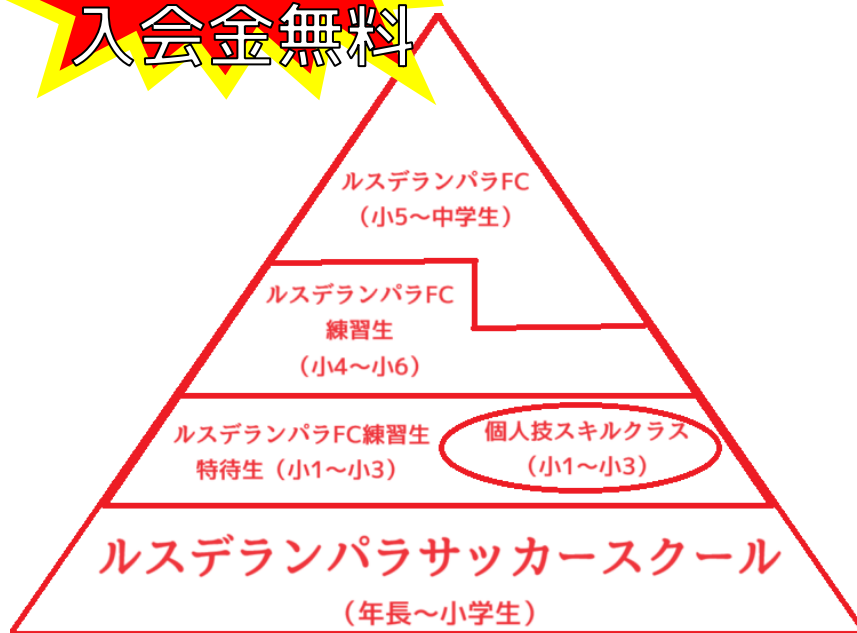 入会金無料
ルスデランパラFC
（小5～中学生）
ルスデランパラFC
練習生
（小4～小6）
ルスデランパラFC練習生
特待生（小1～小3）
個人技スキルクラス
（小1～小3）
ルスデランパラサッカースクール
（年長～小学生）